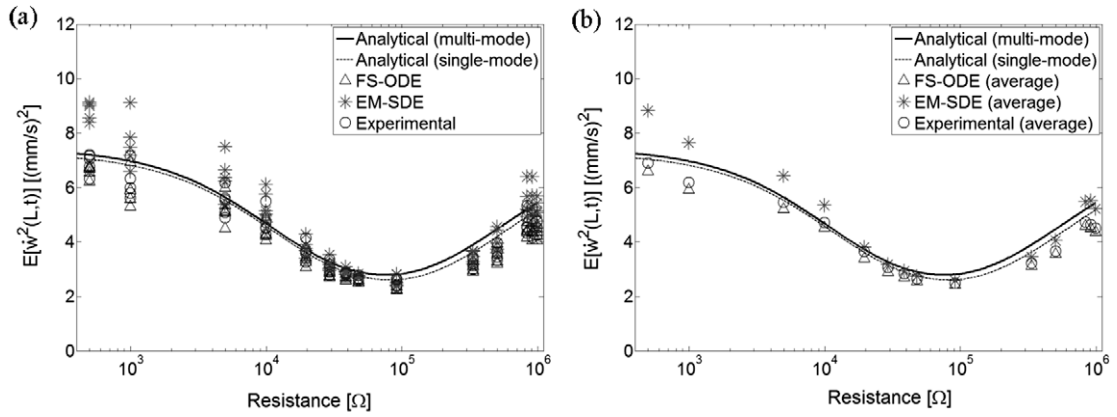 (a)
12
10
8
6
4
2
0
E[ẇ²(L,t)] [(mm/s)²]
Analytical (multi-mode)
Analytical (single-mode)
FS-ODE
EM-SDE
Experimental
10³
10⁴
10⁵
10⁶
Resistance [Ω]
(b)
12
10
8
6
4
2
0
E[ẇ²(L,t)] [(mm/s)²]
Analytical (multi-mode)
Analytical (single-mode)
FS-ODE (average)
EM-SDE (average)
Experimental (average)
10³
10⁴
10⁵
10⁶
Resistance [Ω]